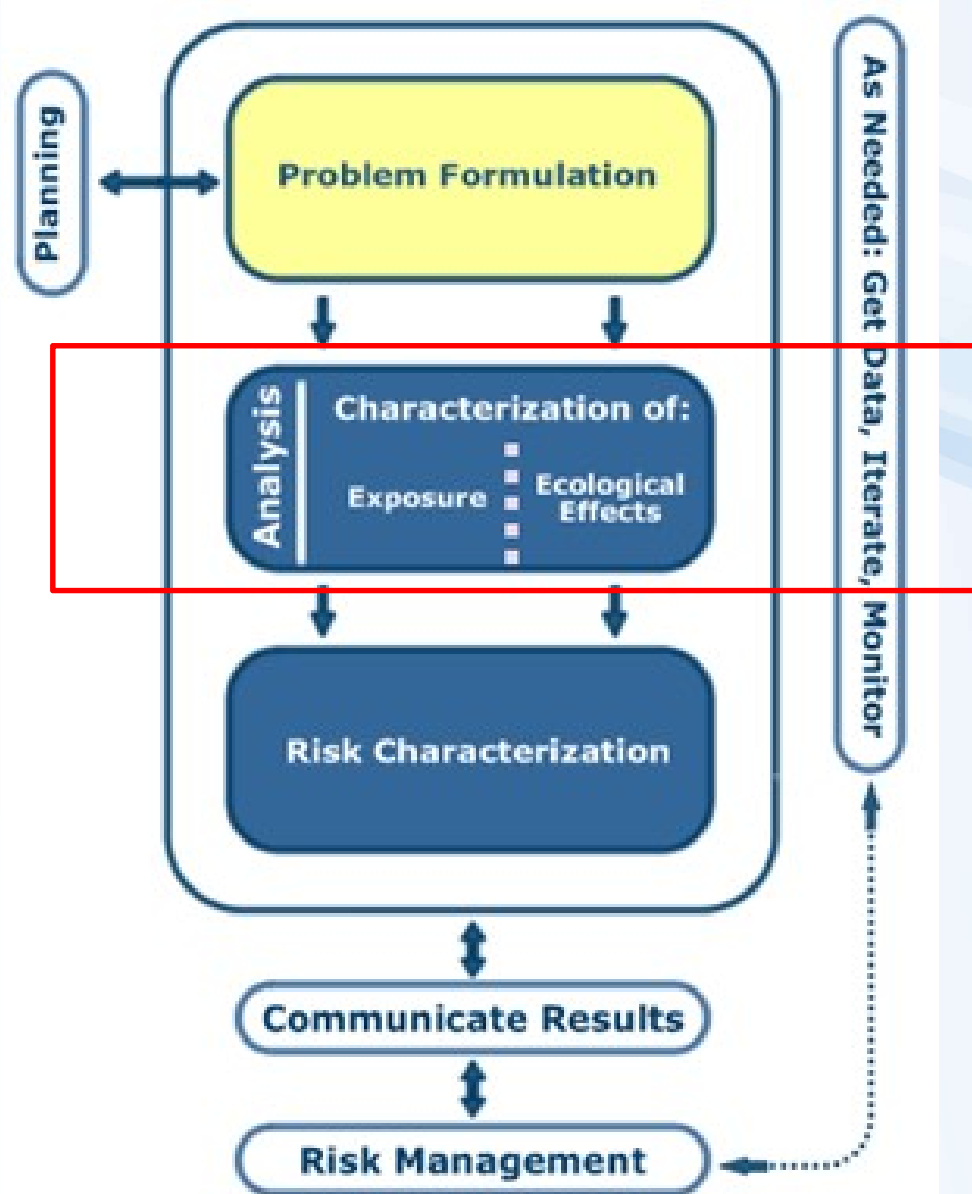 Planning
Problem Formulation
As Needed: Get Data, Iterate, Monitor
Analysis
Characterization of:
Exposure
Ecological
Effects
Risk Characterization
Communicate Results
Risk Management